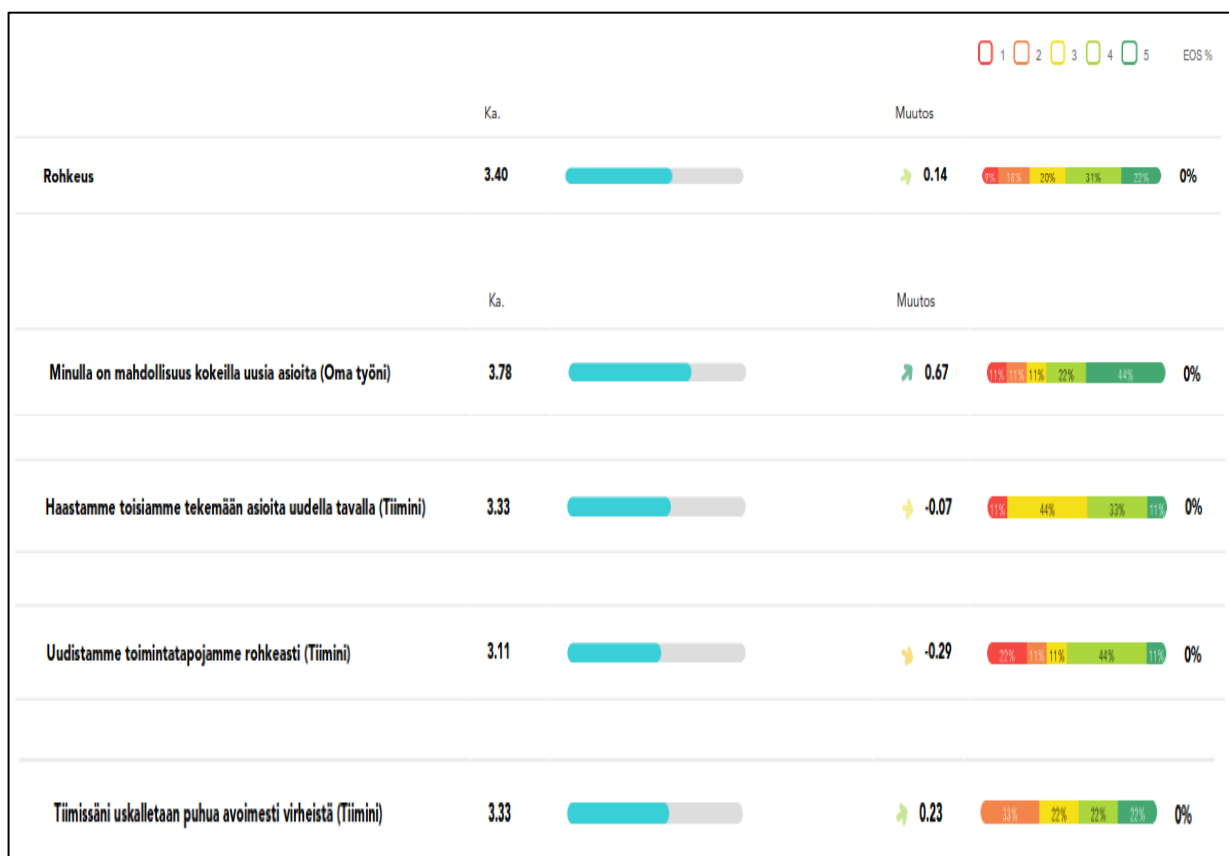 1 2 3 4 5 EOS %
Ka. Muutos
Rohkeus 3.40 0.14 9% 18% 20% 31% 22% 0%
Ka. Muutos
Minulla on mahdollisuus kokeilla uusia asioita (Oma työni) 3.78 0.67 11% 11% 11% 22% 44% 0%
Haastamme toisiamme tekemään asioita uudella tavalla (Tiimini) 3.33 -0.07 11% 44% 33% 11% 0%
Uudistamme toimintatapojamme rohkeasti (Tiimini) 3.11 -0.29 22% 11% 11% 44% 11% 0%
Tiimissäni uskalletaan puhua avoimesti virheistä (Tiimini) 3.33 0.23 33% 22% 22% 22% 0%